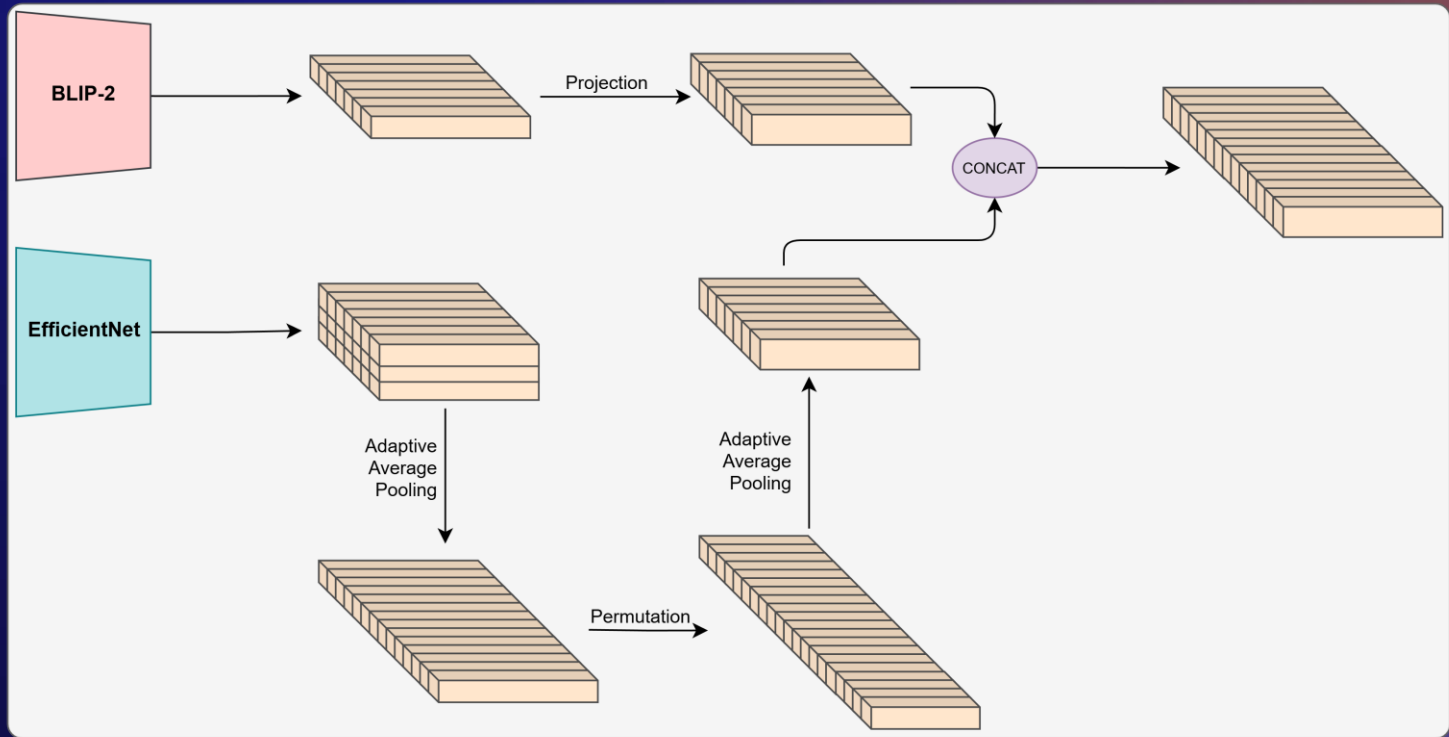 BLIP-2
Projection
CONCAT
EfficientNet
Adaptive
Average
Pooling
Adaptive
Average
Pooling
Permutation